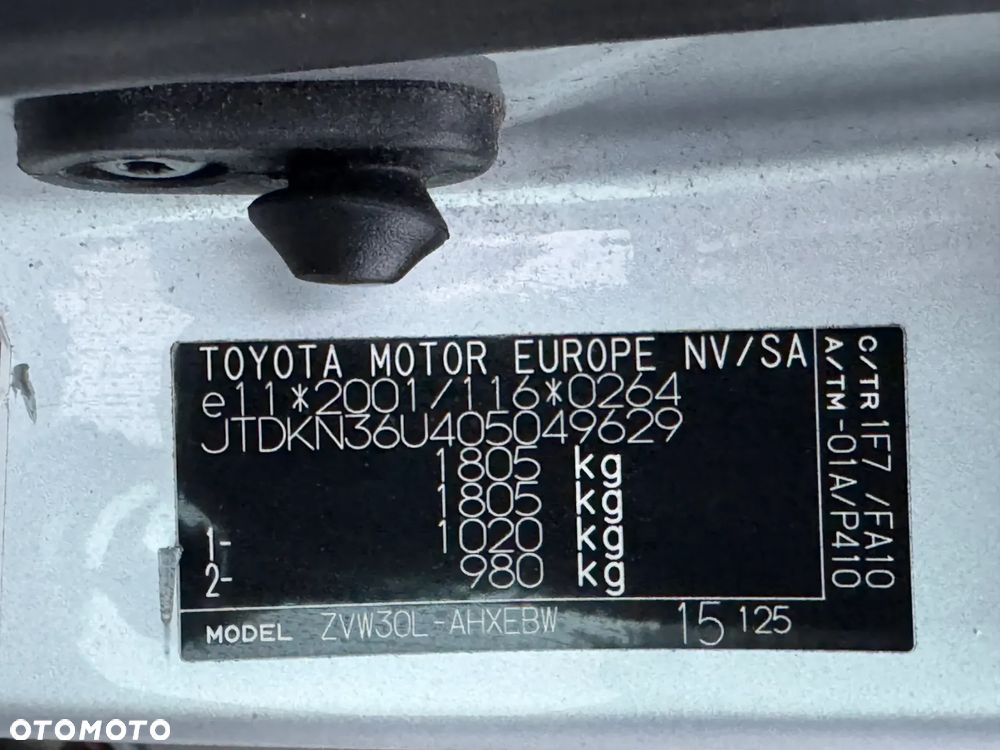 TOYOTA MOTOR EUROPE NV/SA
e11*2001/116*0264
JTDKN36U405049629
1805 kg
1805 kg
1- 1020 kg
2- 980 kg
MODEL ZVW30L-AHXEBW 15 125
C/TR 1F7 /FA10
A/TM-01A/P410
OTOMOTO